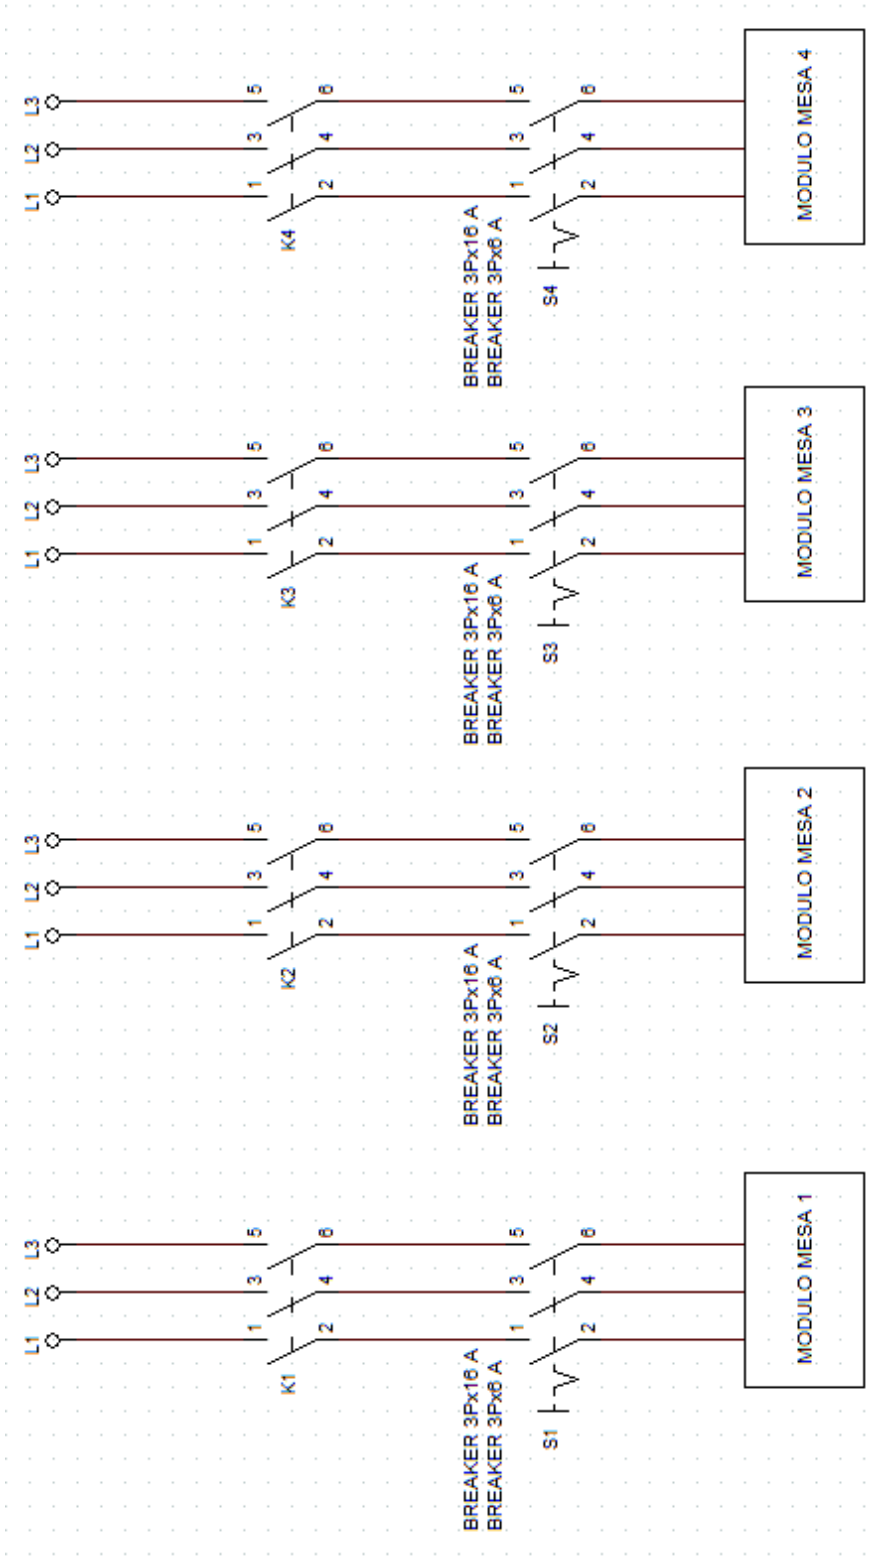 L1 L2 L3
1 3 5
K1
2 4 6
BREAKER 3Px16 A
BREAKER 3Px6 A
1 3 5
S1
2 4 6
MODULO MESA 1
L1 L2 L3
1 3 5
K2
2 4 6
BREAKER 3Px16 A
BREAKER 3Px6 A
1 3 5
S2
2 4 6
MODULO MESA 2
L1 L2 L3
1 3 5
K3
2 4 6
BREAKER 3Px16 A
BREAKER 3Px6 A
1 3 5
S3
2 4 6
MODULO MESA 3
L1 L2 L3
1 3 5
K4
2 4 6
BREAKER 3Px16 A
BREAKER 3Px6 A
1 3 5
S4
2 4 6
MODULO MESA 4